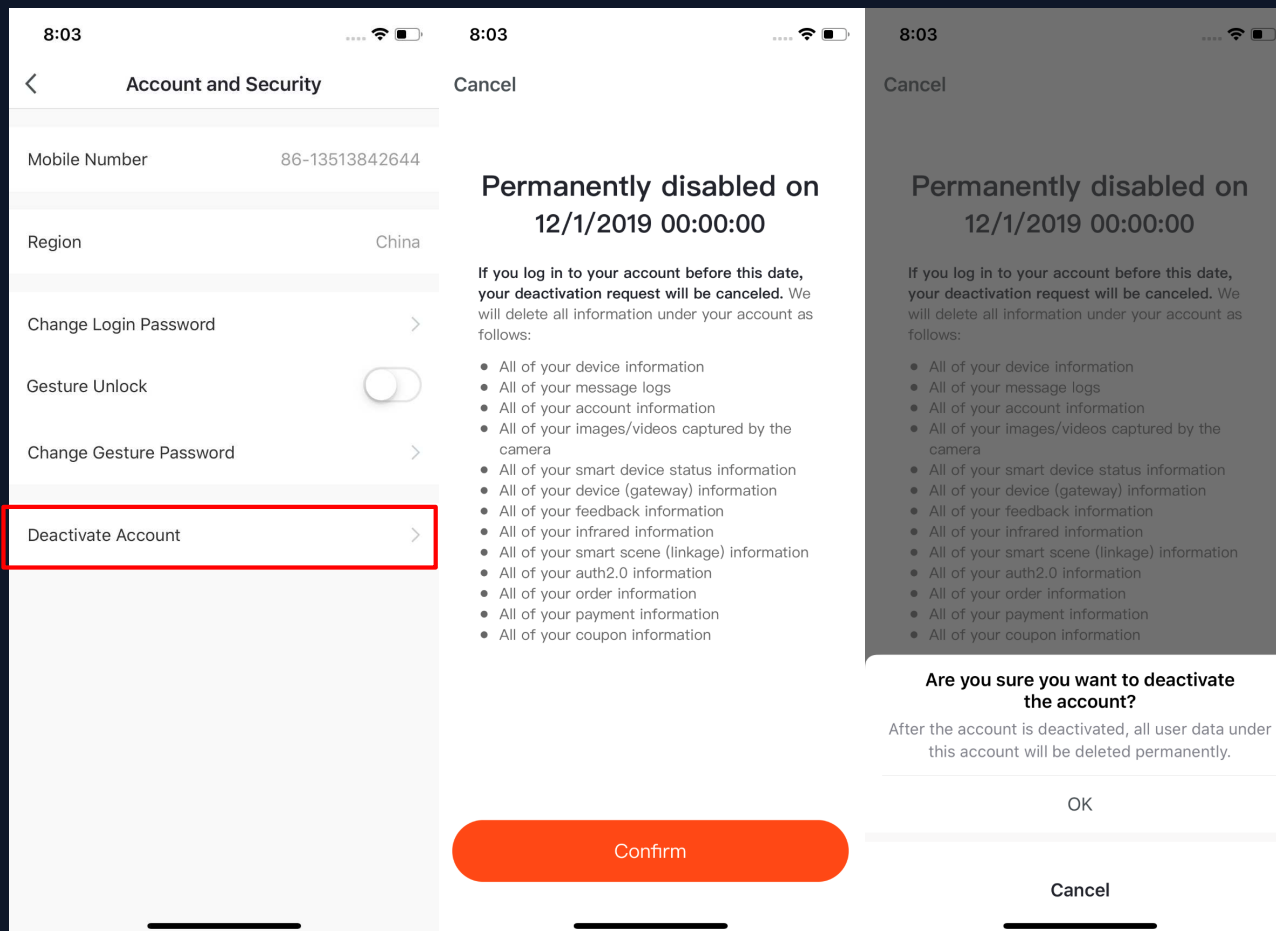 8:03
Account and Security
Mobile Number 86-13513842644
Region China
Change Login Password
Gesture Unlock
Change Gesture Password
Deactivate Account
8:03
Cancel
Permanently disabled on
12/1/2019 00:00:00
If you log in to your account before this date,
your deactivation request will be canceled. We
will delete all information under your account as
follows:
● All of your device information
● All of your message logs
● All of your account information
● All of your images/videos captured by the
camera
● All of your smart device status information
● All of your device (gateway) information
● All of your feedback information
● All of your infrared information
● All of your smart scene (linkage) information
● All of your auth2.0 information
● All of your order information
● All of your payment information
● All of your coupon information
Confirm
8:03
Cancel
Permanently disabled on
12/1/2019 00:00:00
If you log in to your account before this date,
your deactivation request will be canceled. We
will delete all information under your account as
follows:
● All of your device information
● All of your message logs
● All of your account information
● All of your images/videos captured by the
camera
● All of your smart device status information
● All of your device (gateway) information
● All of your feedback information
● All of your infrared information
● All of your smart scene (linkage) information
● All of your auth2.0 information
● All of your order information
● All of your payment information
● All of your coupon information
Are you sure you want to deactivate
the account?
After the account is deactivated, all user data under
this account will be deleted permanently.
OK
Cancel